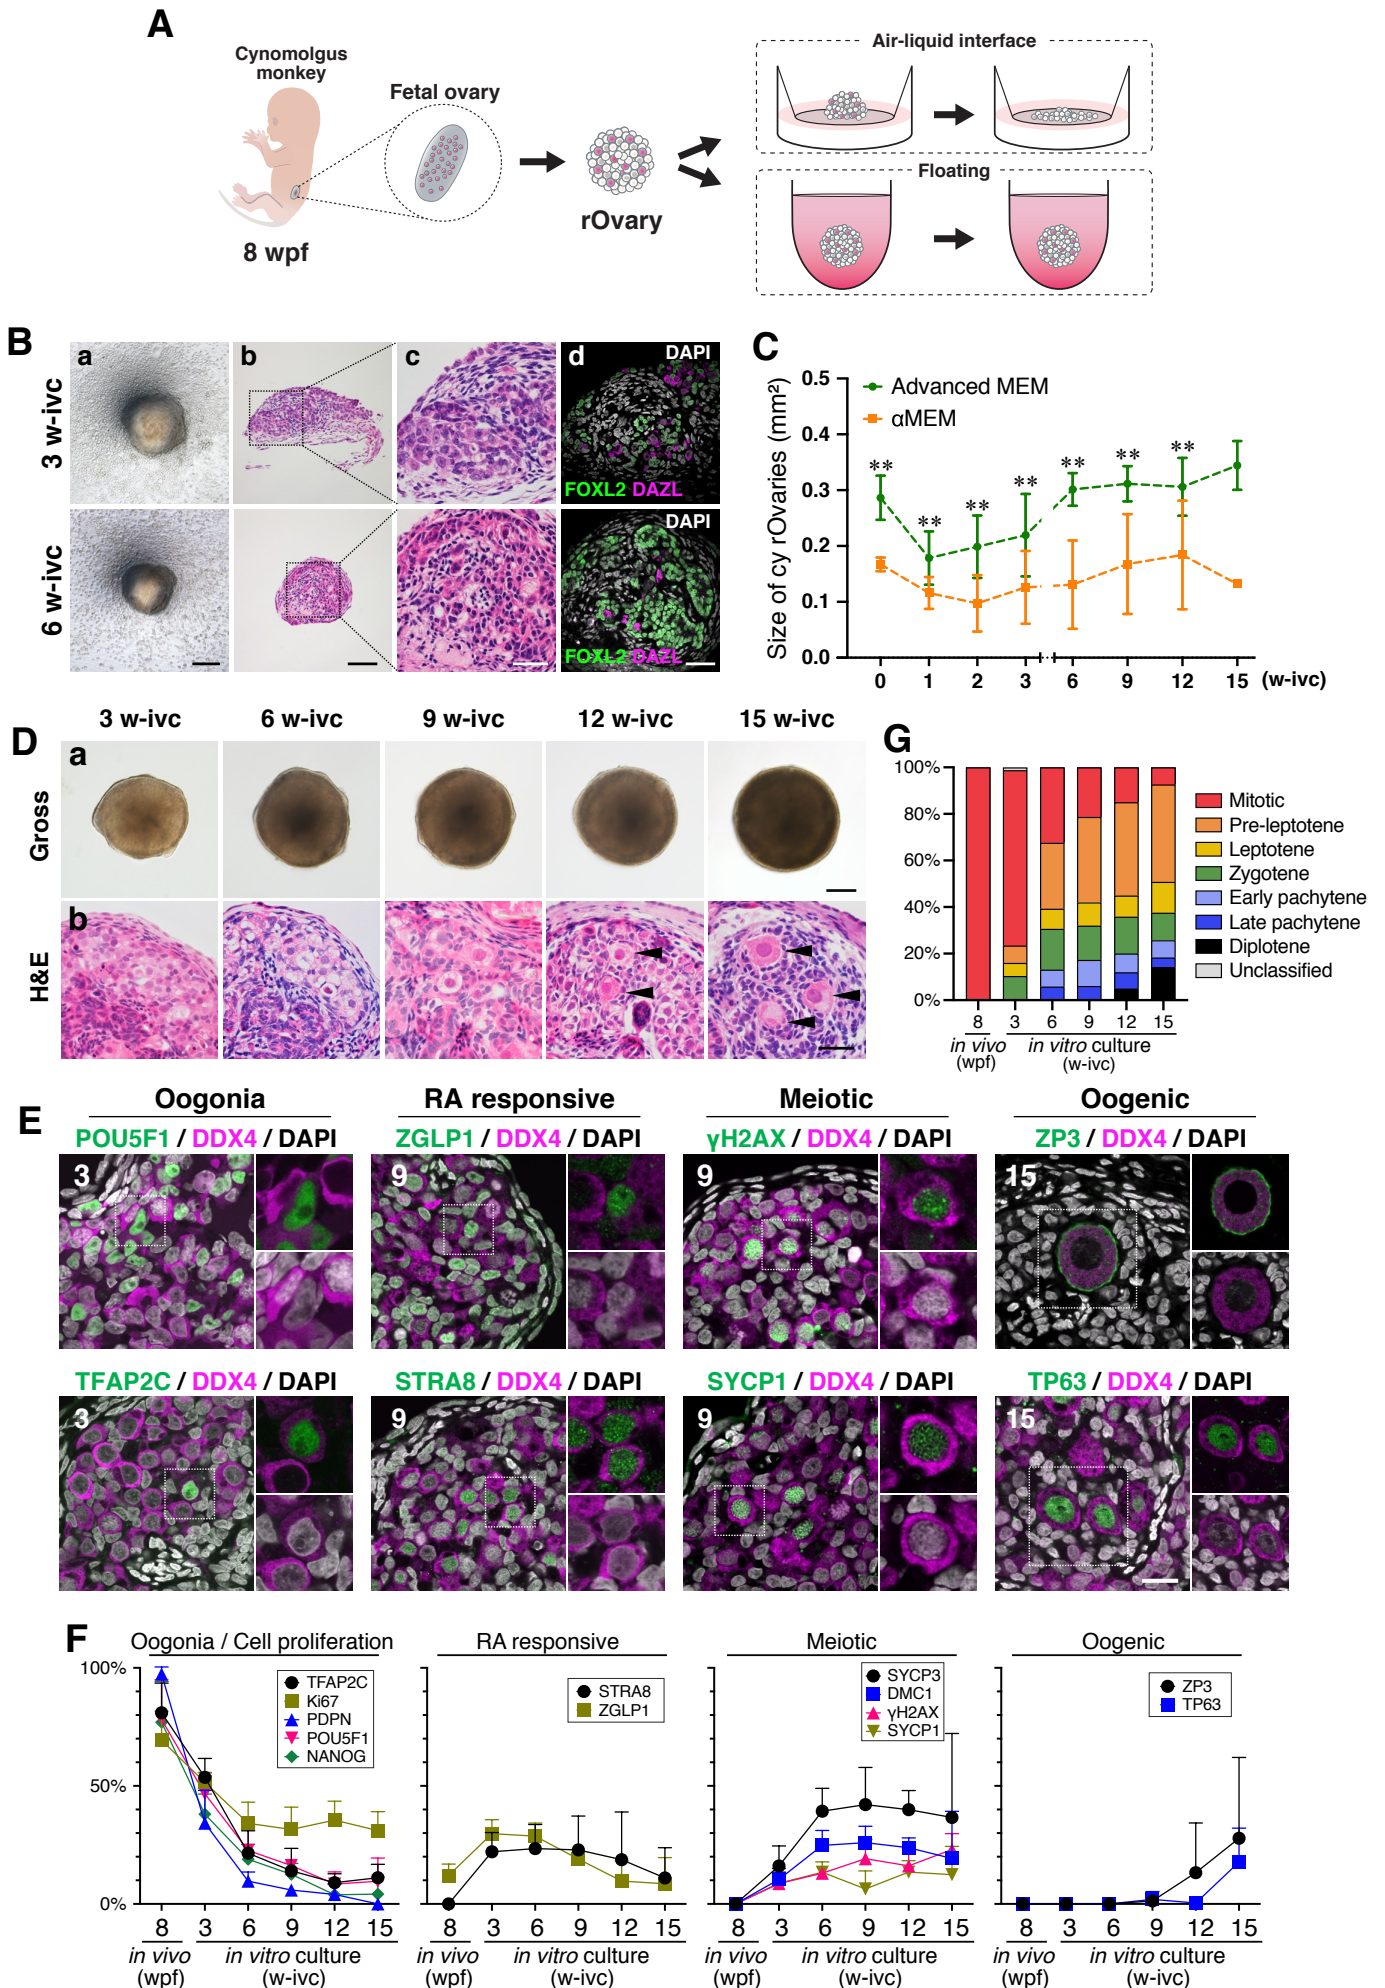 A
Cynomolgus
monkey
Fetal ovary
8 wpf
rOvary
Air-liquid interface
Floating
B
3 w-ivc
6 w-ivc
a
b
c
d
DAPI
FOXL2 DAZL
DAPI
FOXL2 DAZL
C
Size of cy rOvaries (mm²)
0.5
0.4
0.3
0.2
0.1
0.0
Advanced MEM
αMEM
**
**
**
**
**
**
**
0 1 2 3 6 9 12 15 (w-ivc)
D
3 w-ivc 6 w-ivc 9 w-ivc 12 w-ivc 15 w-ivc
Gross
a
H&E
b
G
100%
80%
60%
40%
20%
0%
Mitotic
Pre-leptotene
Leptotene
Zygotene
Early pachytene
Late pachytene
Diplotene
Unclassified
8 3 6 9 12 15
in vivo
(wpf)
in vitro culture
(w-ivc)
E
Oogonia
RA responsive
Meiotic
Oogenic
POU5F1 / DDX4 / DAPI
ZGLP1 / DDX4 / DAPI
γH2AX / DDX4 / DAPI
ZP3 / DDX4 / DAPI
3
9
9
15
TFAP2C / DDX4 / DAPI
STRA8 / DDX4 / DAPI
SYCP1 / DDX4 / DAPI
TP63 / DDX4 / DAPI
3
9
9
15
F
Oogonia / Cell proliferation
100%
50%
0%
TFAP2C
Ki67
PDPN
POU5F1
NANOG
8 3 6 9 12 15
in vivo
(wpf)
in vitro culture
(w-ivc)
RA responsive
STRA8
ZGLP1
8 3 6 9 12 15
in vivo
(wpf)
in vitro culture
(w-ivc)
Meiotic
SYCP3
DMC1
γH2AX
SYCP1
8 3 6 9 12 15
in vivo
(wpf)
in vitro culture
(w-ivc)
Oogenic
ZP3
TP63
8 3 6 9 12 15
in vivo
(wpf)
in vitro culture
(w-ivc)